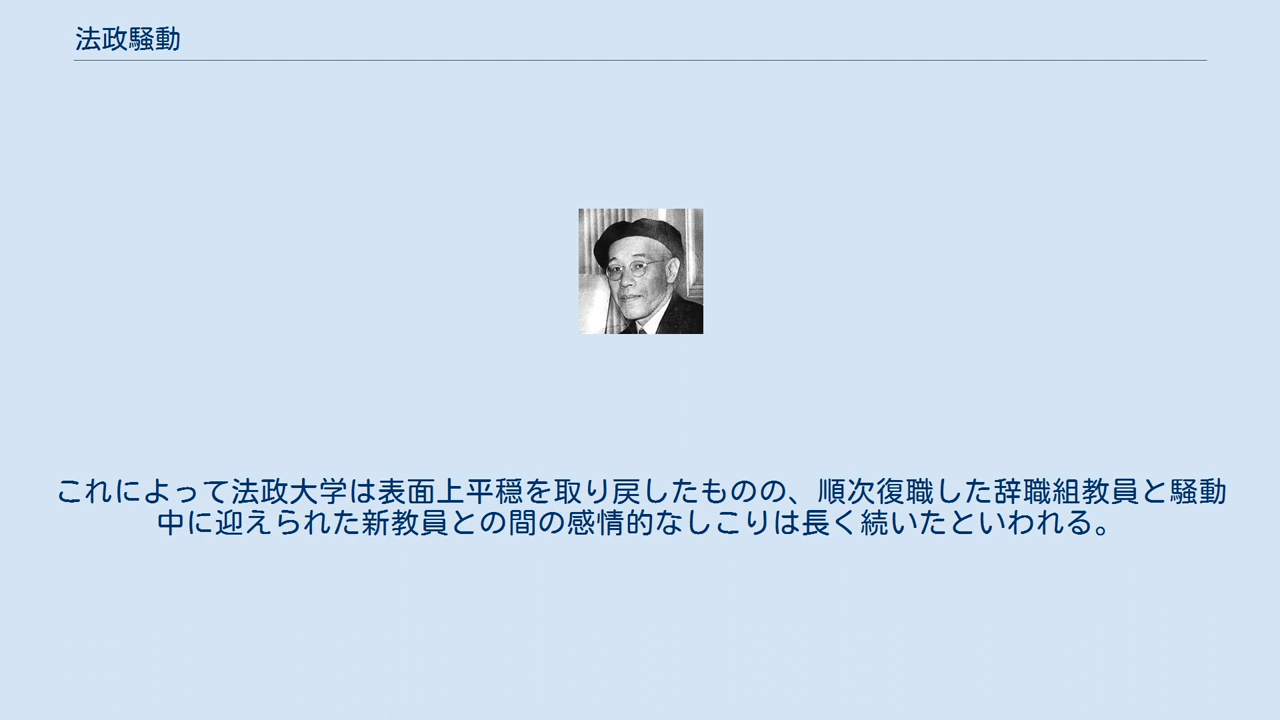 法政騒動
これによって法政大学は表面上平穏を取り戻したものの、順次復職した辞職組教員と騒動
中に迎えられた新教員との間の感情的なしこりは長く続いたといわれる。